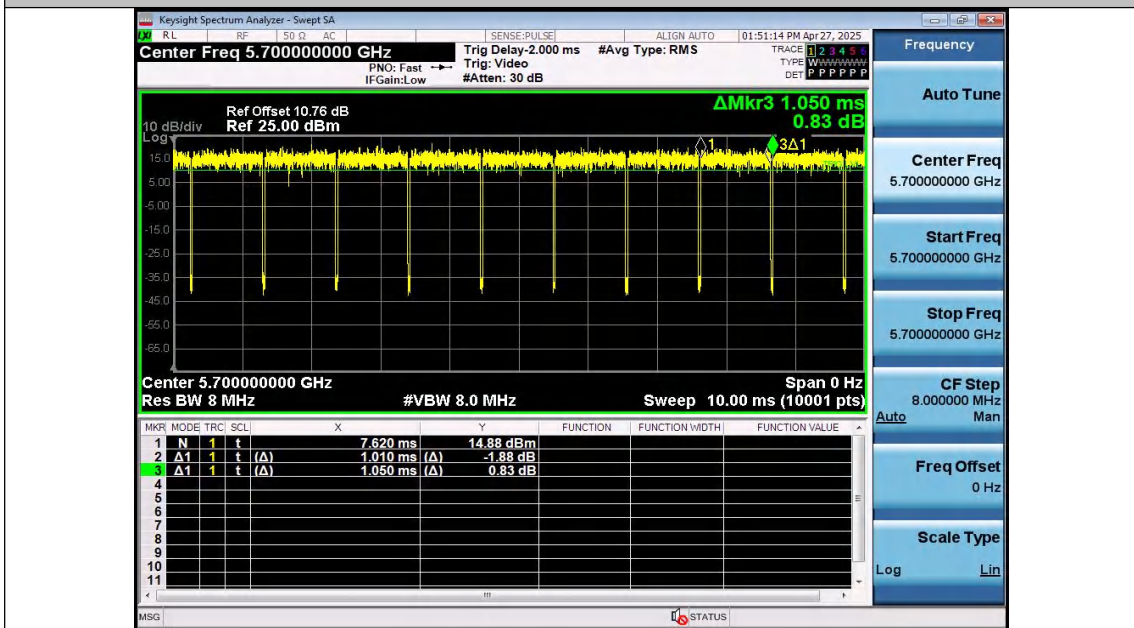 Keysight Spectrum Analyzer - Swept SA
LXI RL RF 50 Ω AC SENSE:PULSE ALIGN AUTO 01:51:14 PM Apr 27, 2025
Center Freq 5.700000000 GHz
PNO: Fast
IFGain:Low
Trig Delay-2.000 ms
Trig: Video
#Atten: 30 dB
#Avg Type: RMS
TRACE 1 2 3 4 5 6
TYPE WWWWWW
DET P P P P P P
ΔMkr3 1.050 ms
0.83 dB
Ref Offset 10.76 dB
10 dB/div Ref 25.00 dBm
Log
1
3Δ1
15.0
5.00
-5.00
-15.0
-25.0
-35.0
-45.0
-55.0
-65.0
Center 5.700000000 GHz Span 0 Hz
Res BW 8 MHz #VBW 8.0 MHz Sweep 10.00 ms (10001 pts)
MKR MODE TRC SCL X Y FUNCTION FUNCTION WIDTH FUNCTION VALUE
1 N 1 t 7.620 ms 14.88 dBm
2 Δ1 1 t (Δ) 1.010 ms (Δ) -1.88 dB
3 Δ1 1 t (Δ) 1.050 ms (Δ) 0.83 dB
4
5
6
7
8
9
10
11
MSG STATUS
Frequency
Auto Tune
Center Freq
5.700000000 GHz
Start Freq
5.700000000 GHz
Stop Freq
5.700000000 GHz
CF Step
8.000000 MHz
Auto Man
Freq Offset
0 Hz
Scale Type
Log Lin